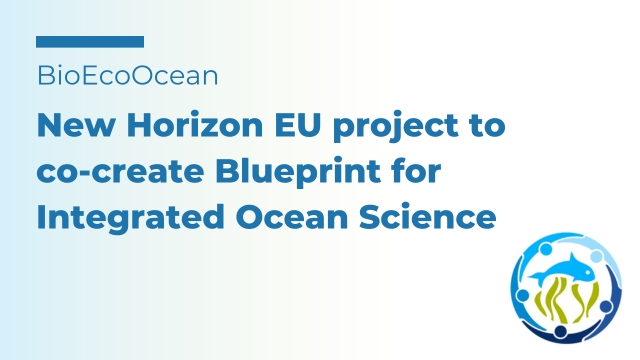 BioEcoOcean
New Horizon EU project to
co-create Blueprint for
Integrated Ocean Science